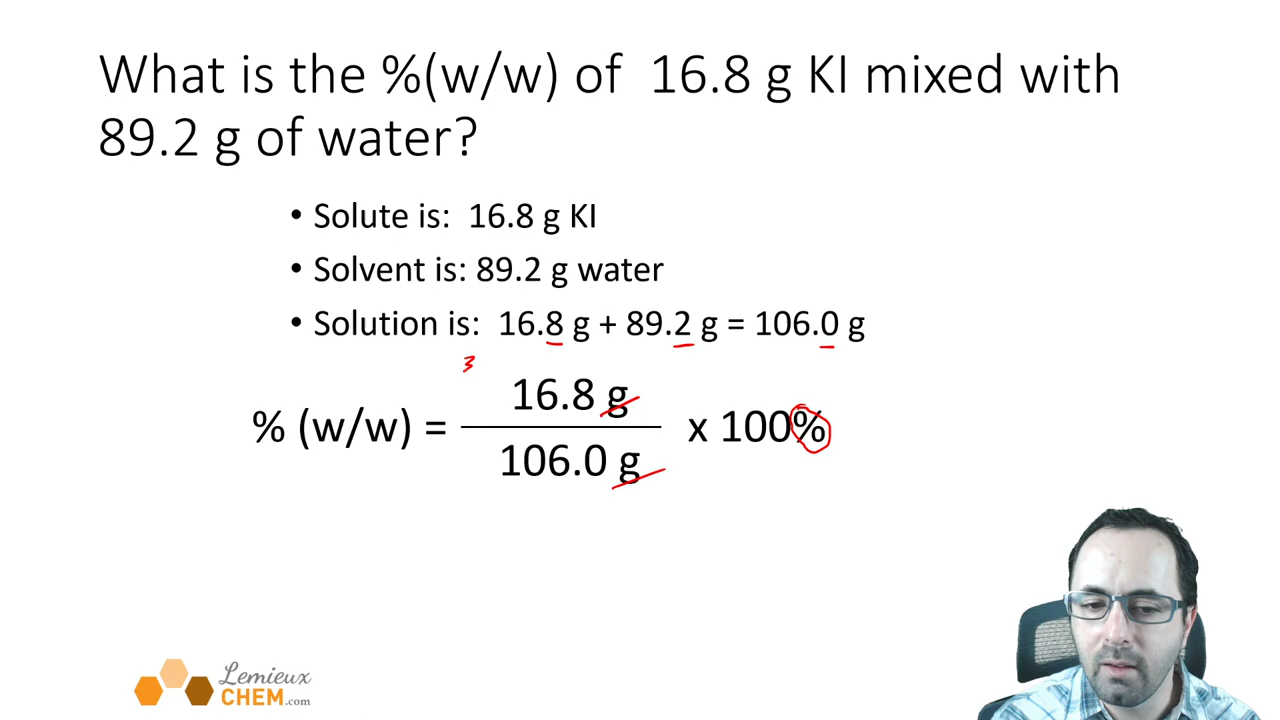 What is the %(w/w) of 16.8 g KI mixed with
89.2 g of water?
• Solute is: 16.8 g KI
• Solvent is: 89.2 g water
• Solution is: 16.8 g + 89.2 g = 106.0 g
3
16.8 g
% (w/w) = x 100%
106.0 g
Lemieux
CHEM.com